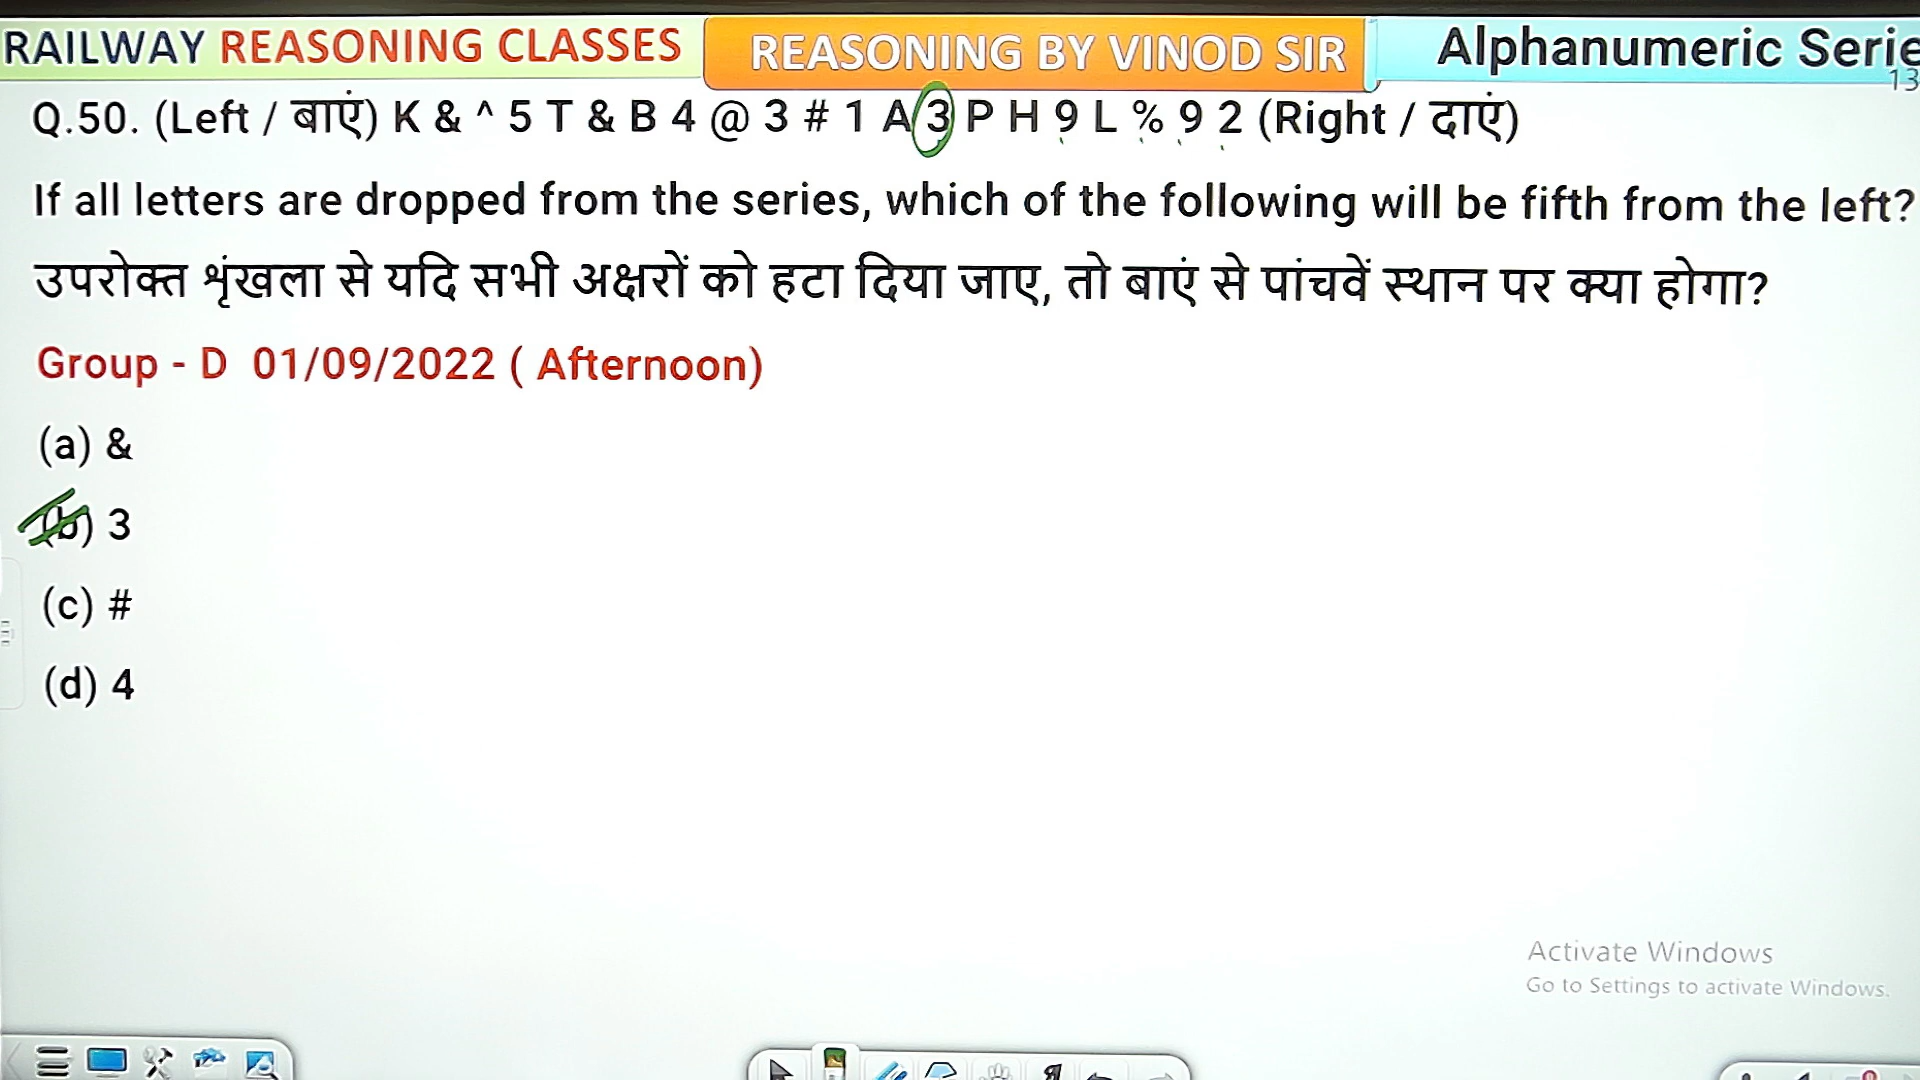 RAILWAY REASONING CLASSES
REASONING BY VINOD SIR
Alphanumeric Serie
13
Q.50. (Left / बाएं) K & ^ 5 T & B 4 @ 3 # 1 A 3 P H 9 L % 9 2 (Right / दाएं)
If all letters are dropped from the series, which of the following will be fifth from the left?
उपरोक्त शृंखला से यदि सभी अक्षरों को हटा दिया जाए, तो बाएं से पांचवें स्थान पर क्या होगा?
Group - D 01/09/2022 ( Afternoon)
(a) &
(b) 3
(c) #
(d) 4
Activate Windows
Go to Settings to activate Windows.